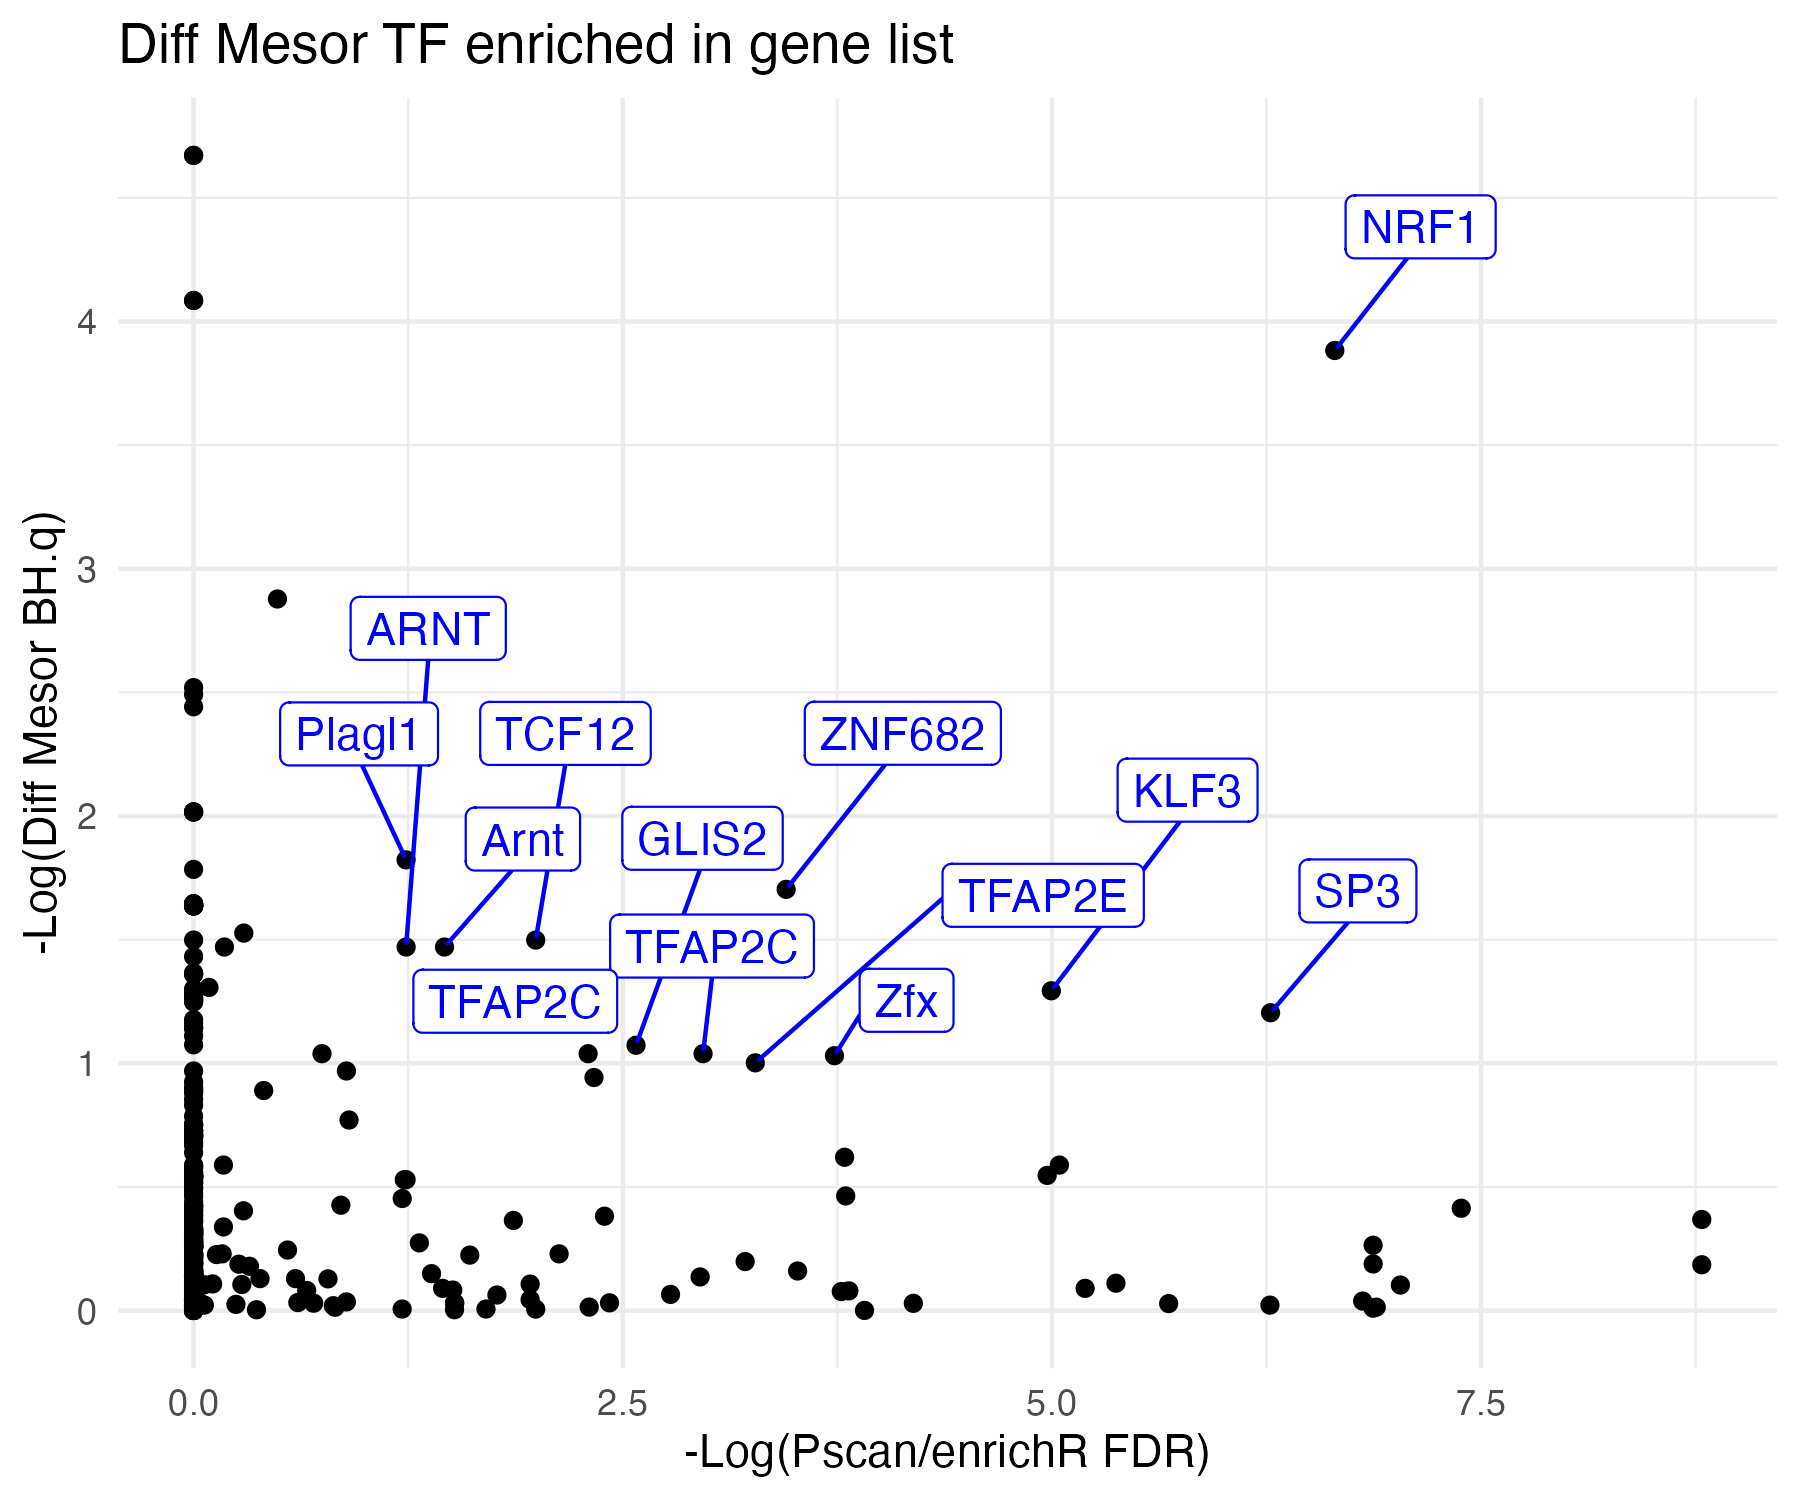 Diff Mesor TF enriched in gene list
-Log(Diff Mesor BH.q)
4
3
2
1
0
NRF1
ARNT
Plagl1
TCF12
ZNF682
KLF3
Arnt
GLIS2
TFAP2E
SP3
TFAP2C
TFAP2C
Zfx
0.0
2.5
5.0
7.5
-Log(Pscan/enrichR FDR)